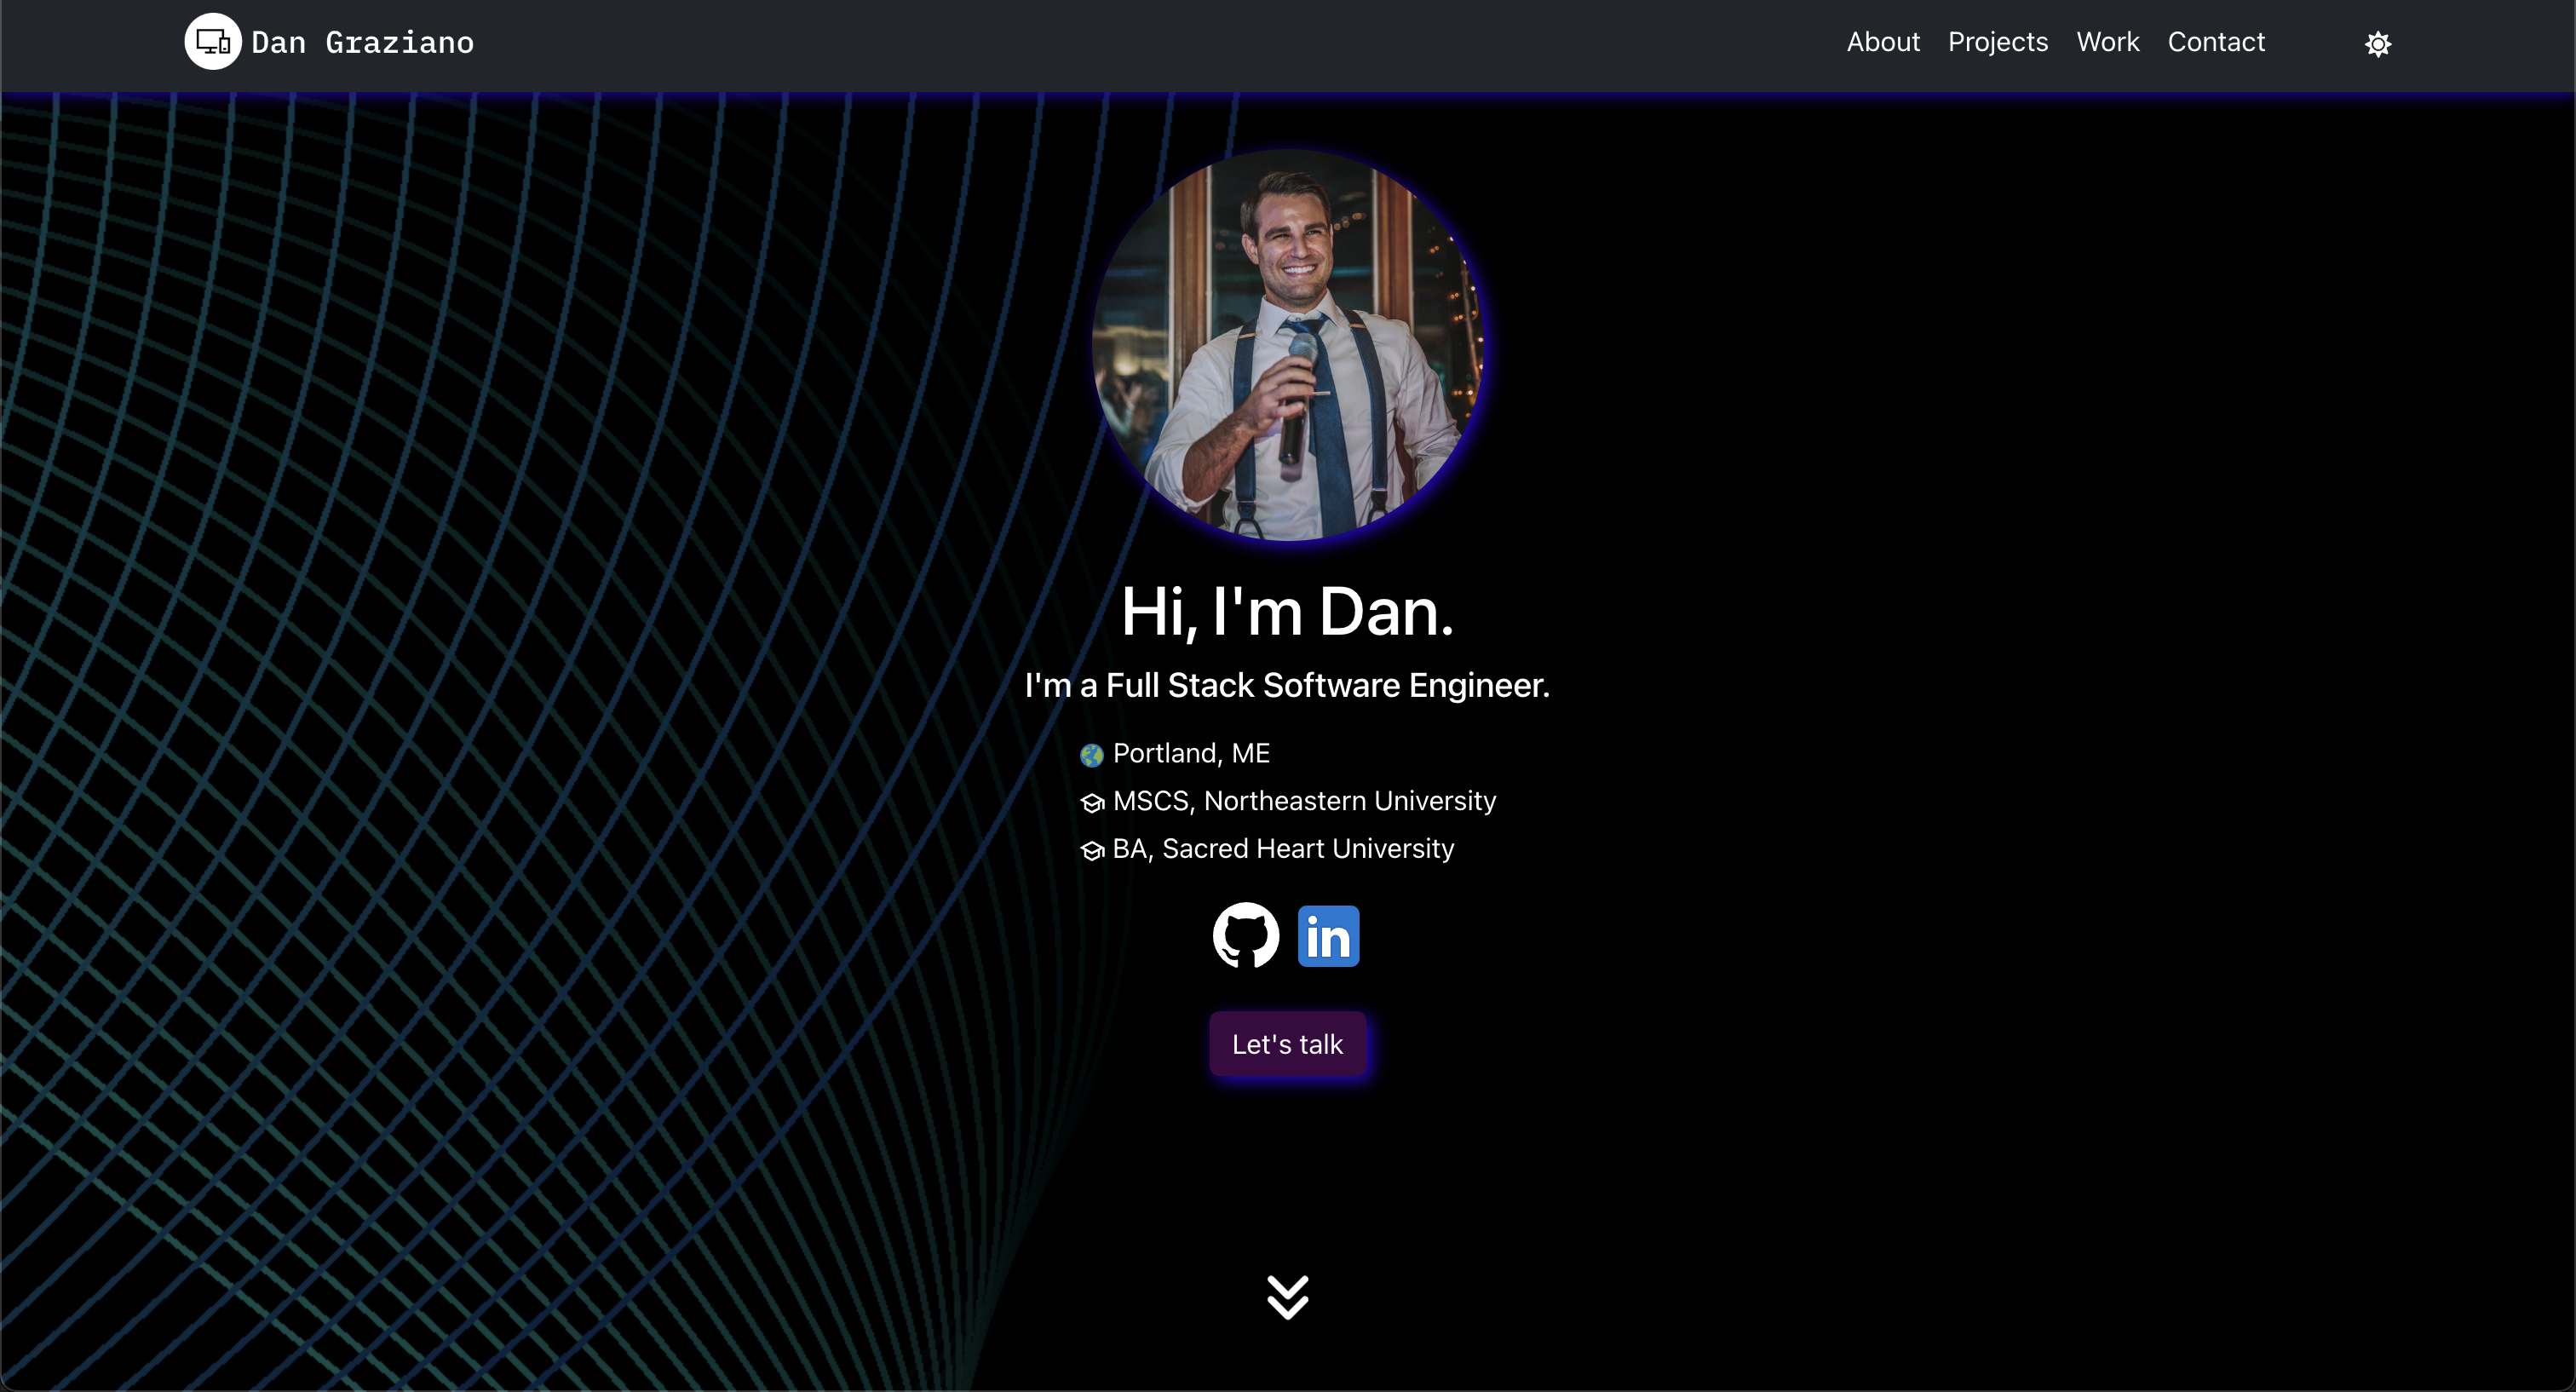 Dan Graziano
About Projects Work Contact
Hi, I'm Dan.
I'm a Full Stack Software Engineer.
Portland, ME
MSCS, Northeastern University
BA, Sacred Heart University
in
Let's talk